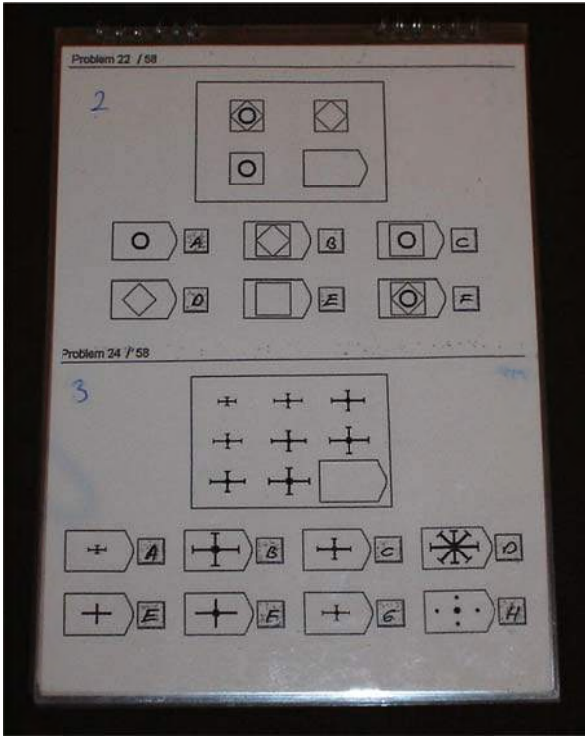 Problem 22 / 58
2
A B C
D E F
Problem 24 / 58
3
A B C D
E F G H